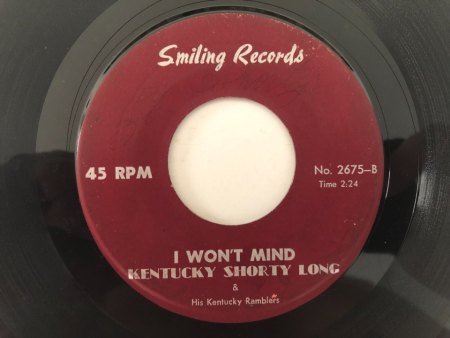 Smiling Records
45 RPM
No. 2675-B
Time 2:24
I WON'T MIND
KENTUCKY SHORTY LONG
&
His Kentucky Ramblers